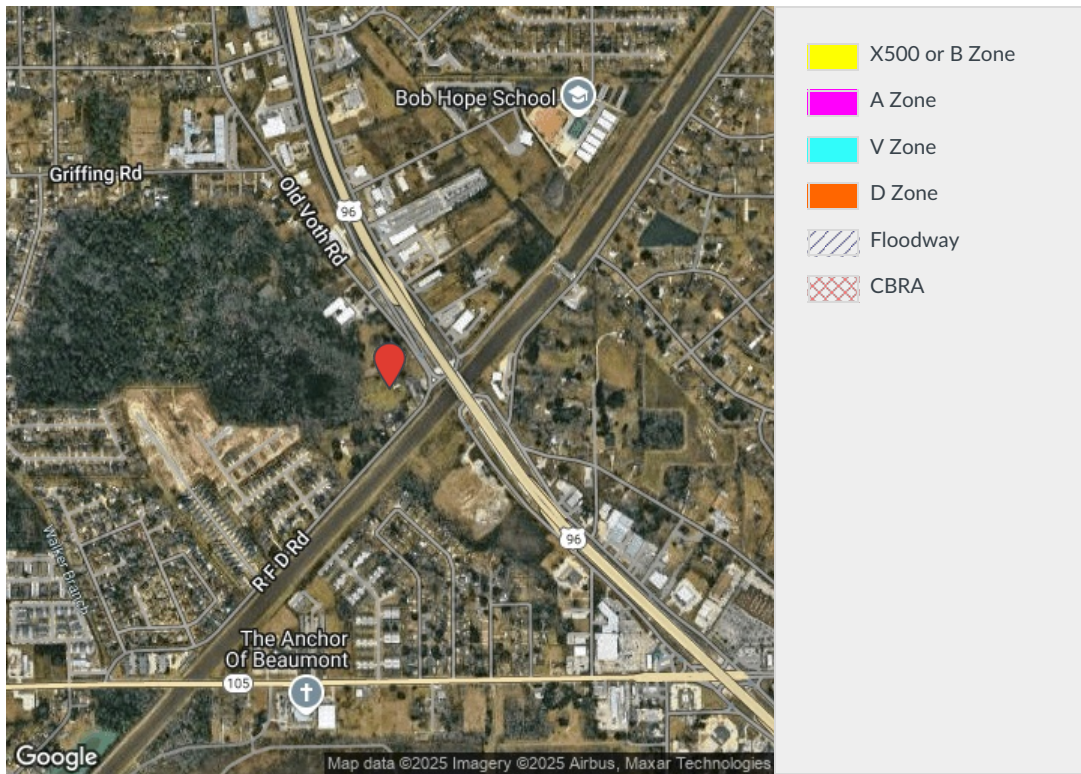 Bob Hope School
X500 or B Zone
A Zone
V Zone
D Zone
Floodway
CBRA
Griffing Rd
Old Voth Rd
96
96
R F D Rd
Walker Branch
The Anchor
Of Beaumont
105
Google
Map data ©2025 Imagery ©2025 Airbus, Maxar Technologies